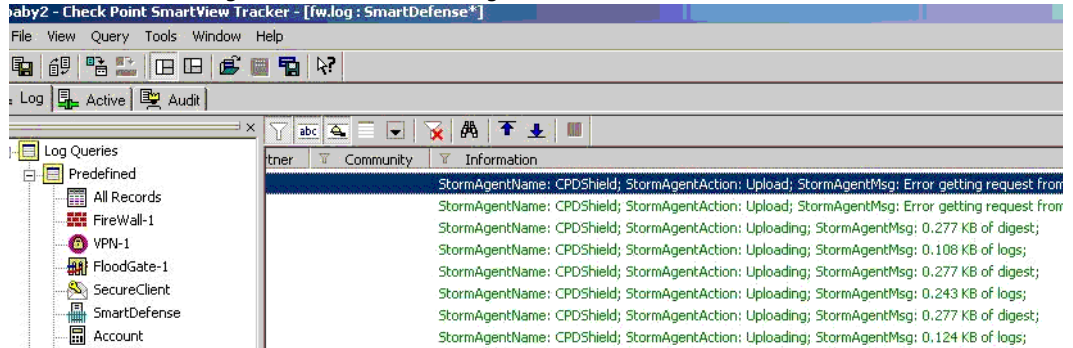 baby2 - Check Point SmartView Tracker - [fw.log : SmartDefense*]
File View Query Tools Window Help
Log Active Audit
Log Queries
Predefined
All Records
FireWall-1
VPN-1
FloodGate-1
SecureClient
SmartDefense
Account
abc
rtner Community Information
StormAgentName: CPDShield; StormAgentAction: Upload; StormAgentMsg: Error getting request from
StormAgentName: CPDShield; StormAgentAction: Upload; StormAgentMsg: Error getting request from
StormAgentName: CPDShield; StormAgentAction: Uploading; StormAgentMsg: 0.277 KB of digest;
StormAgentName: CPDShield; StormAgentAction: Uploading; StormAgentMsg: 0.108 KB of logs;
StormAgentName: CPDShield; StormAgentAction: Uploading; StormAgentMsg: 0.277 KB of digest;
StormAgentName: CPDShield; StormAgentAction: Uploading; StormAgentMsg: 0.243 KB of logs;
StormAgentName: CPDShield; StormAgentAction: Uploading; StormAgentMsg: 0.277 KB of digest;
StormAgentName: CPDShield; StormAgentAction: Uploading; StormAgentMsg: 0.124 KB of logs;